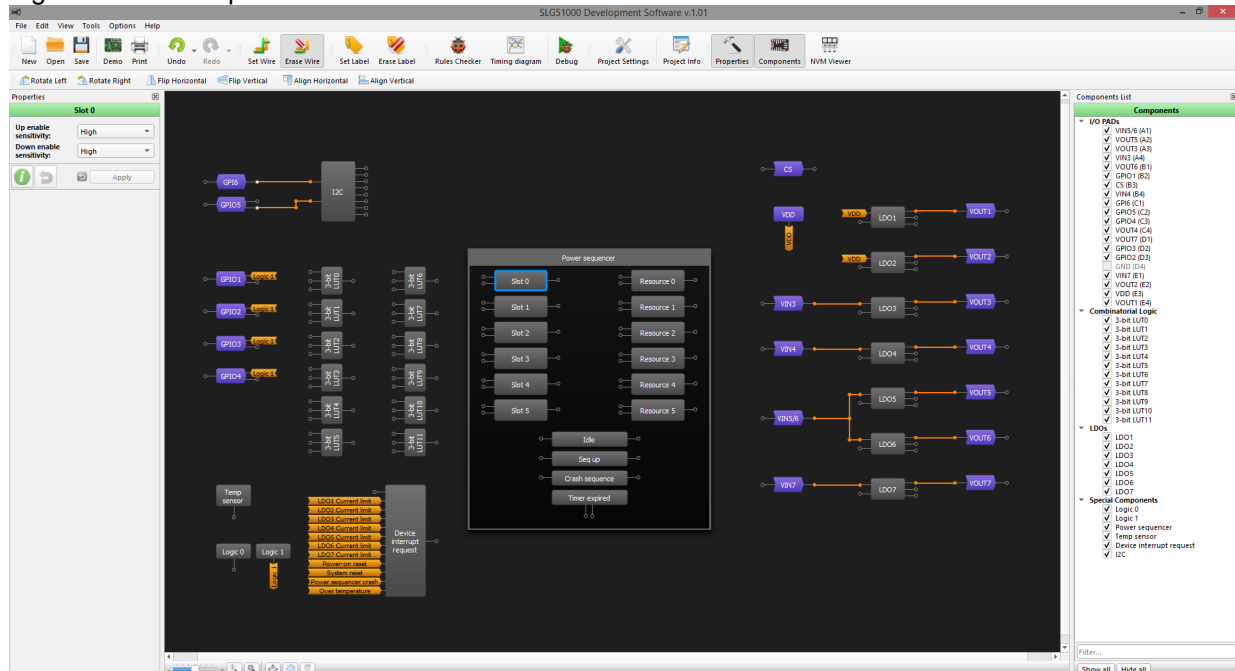 SLG51000 Development Software v.1.01
File Edit View Tools Options Help
New Open Save Demo Print Undo Redo Set Wire Erase Wire Set Label Erase Label Rules Checker Timing diagram Debug Project Settings Project Info Properties Components NVM Viewer
Rotate Left Rotate Right Flip Horizontal Flip Vertical Align Horizontal Align Vertical
Properties
Slot 0
Up enable
sensitivity:
High
Down enable
sensitivity:
High
Apply
GPI6
GPIO5
I2C
GPIO1 Logic 1
GPIO2 Logic 1
GPIO3 Logic 1
GPIO4 Logic 1
3-bit
LUT0
3-bit
LUT1
3-bit
LUT2
3-bit
LUT3
3-bit
LUT4
3-bit
LUT5
3-bit
LUT6
3-bit
LUT7
3-bit
LUT8
3-bit
LUT9
3-bit
LUT10
3-bit
LUT11
Temp
sensor
Logic 0
Logic 1
Logic 1
LDO1 Current limit
LDO2 Current limit
LDO3 Current limit
LDO4 Current limit
LDO5 Current limit
LDO6 Current limit
LDO7 Current limit
Power-on reset
System reset
Power sequencer crash
Over temperature
Device
interrupt
request
Power sequencer
Slot 0 Resource 0
Slot 1 Resource 1
Slot 2 Resource 2
Slot 3 Resource 3
Slot 4 Resource 4
Slot 5 Resource 5
Idle
Seq up
Crash sequence
Timer expired
CS
VDD
VDD
VDD LDO1 VOUT1
VDD LDO2 VOUT2
VIN3 LDO3 VOUT3
VIN4 LDO4 VOUT4
LDO5 VOUT5
VIN5/6
LDO6 VOUT6
VIN7 LDO7 VOUT7
Components List
Components
I/O PADs
VIN5/6 (A1)
VOUT5 (A2)
VOUT3 (A3)
VIN3 (A4)
VOUT6 (B1)
GPIO1 (B2)
CS (B3)
VIN4 (B4)
GPI6 (C1)
GPIO5 (C2)
GPIO4 (C3)
VOUT4 (C4)
VOUT7 (D1)
GPIO3 (D2)
GPIO2 (D3)
GND (D4)
VIN7 (E1)
VOUT2 (E2)
VDD (E3)
VOUT1 (E4)
Combinatorial Logic
3-bit LUT0
3-bit LUT1
3-bit LUT2
3-bit LUT3
3-bit LUT4
3-bit LUT5
3-bit LUT6
3-bit LUT7
3-bit LUT8
3-bit LUT9
3-bit LUT10
3-bit LUT11
LDOs
LDO1
LDO2
LDO3
LDO4
LDO5
LDO6
LDO7
Special Components
Logic 0
Logic 1
Power sequencer
Temp sensor
Device interrupt request
I2C
Filter...
Show all Hide all